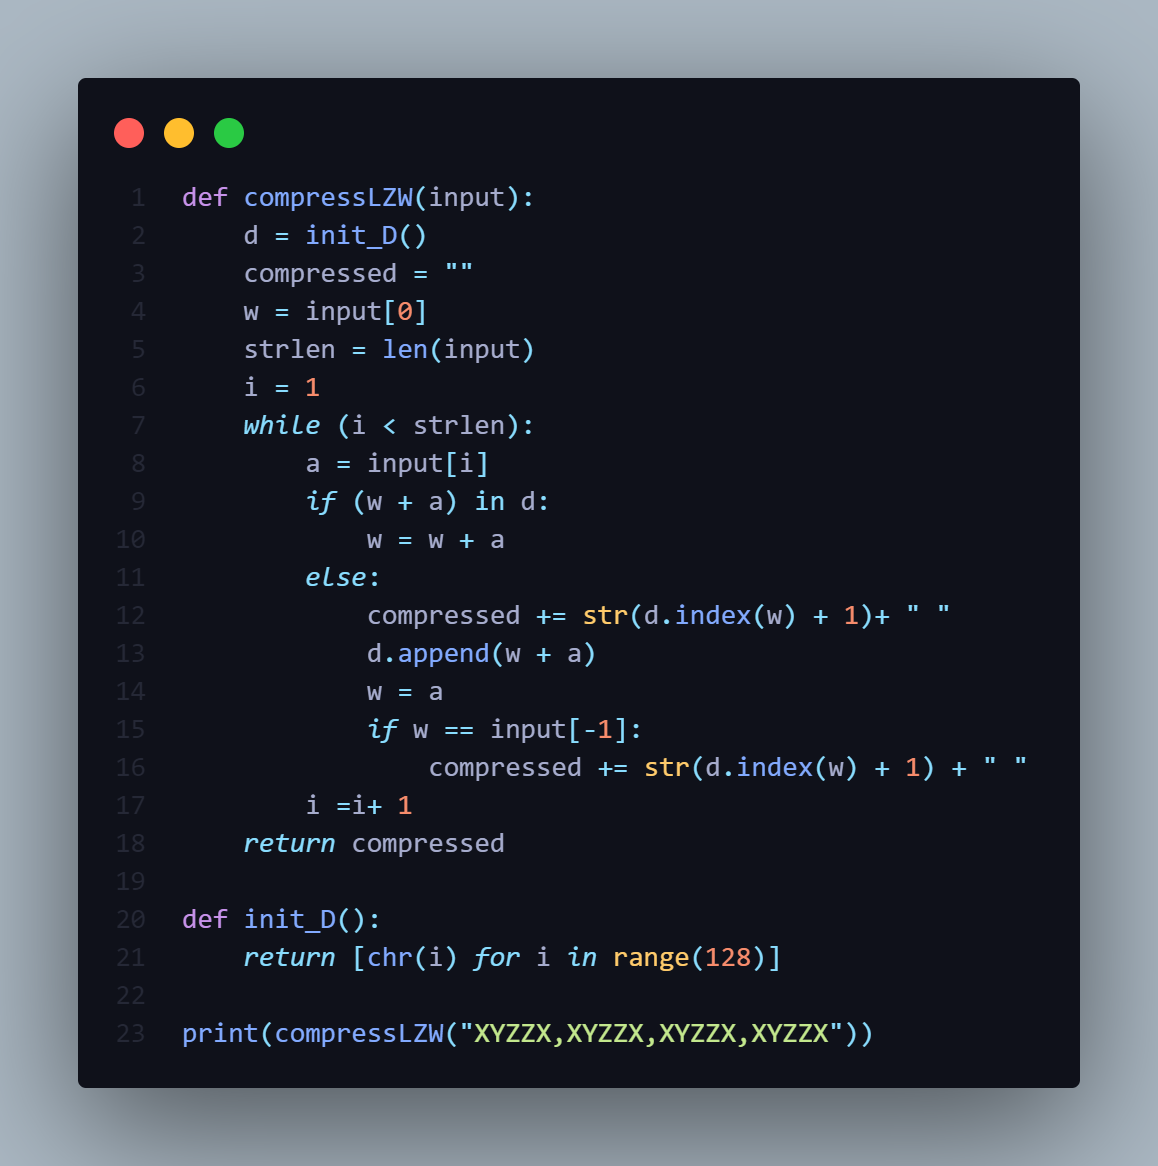 1 def compressLZW(input):
2     d = init_D()
3     compressed = ""
4     w = input[0]
5     strlen = len(input)
6     i = 1
7     while (i < strlen):
8         a = input[i]
9         if (w + a) in d:
10             w = w + a
11         else:
12             compressed += str(d.index(w) + 1)+ " "
13             d.append(w + a)
14             w = a
15             if w == input[-1]:
16                 compressed += str(d.index(w) + 1) + " "
17         i =i+ 1
18     return compressed
19
20 def init_D():
21     return [chr(i) for i in range(128)]
22
23 print(compressLZW("XYZZX,XYZZX,XYZZX,XYZZX"))